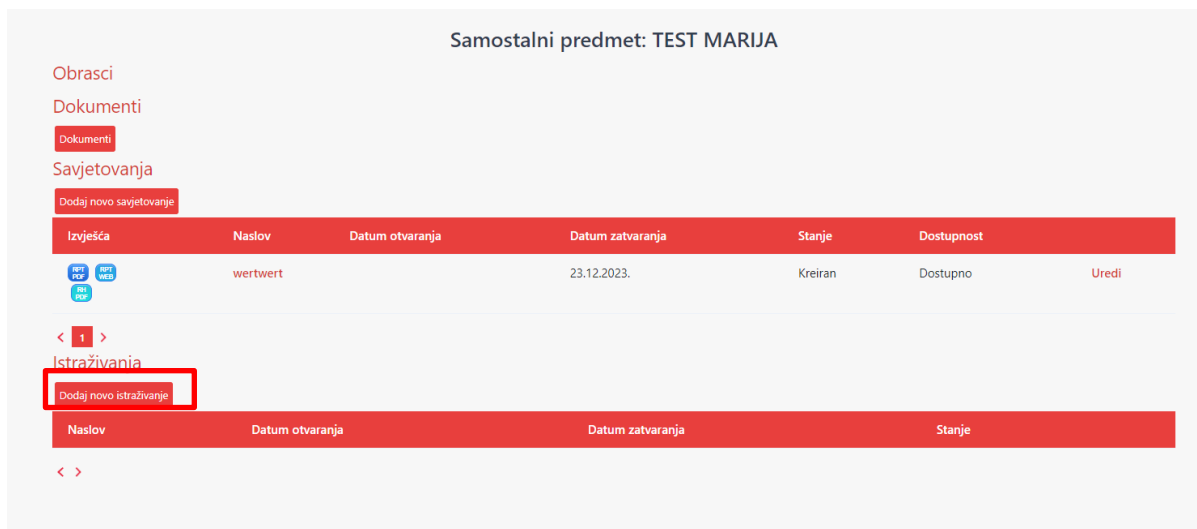 Samostalni predmet: TEST MARIJA
Obrasci
Dokumenti
Dokumenti
Savjetovanja
Dodaj novo savjetovanje
Izvješća Naslov Datum otvaranja Datum zatvaranja Stanje Dostupnost
RPT PDF RPT WEB RH PDF wertwert 23.12.2023. Kreiran Dostupno Uredi
< 1 >
Istraživanja
Dodaj novo istraživanje
Naslov Datum otvaranja Datum zatvaranja Stanje
< >